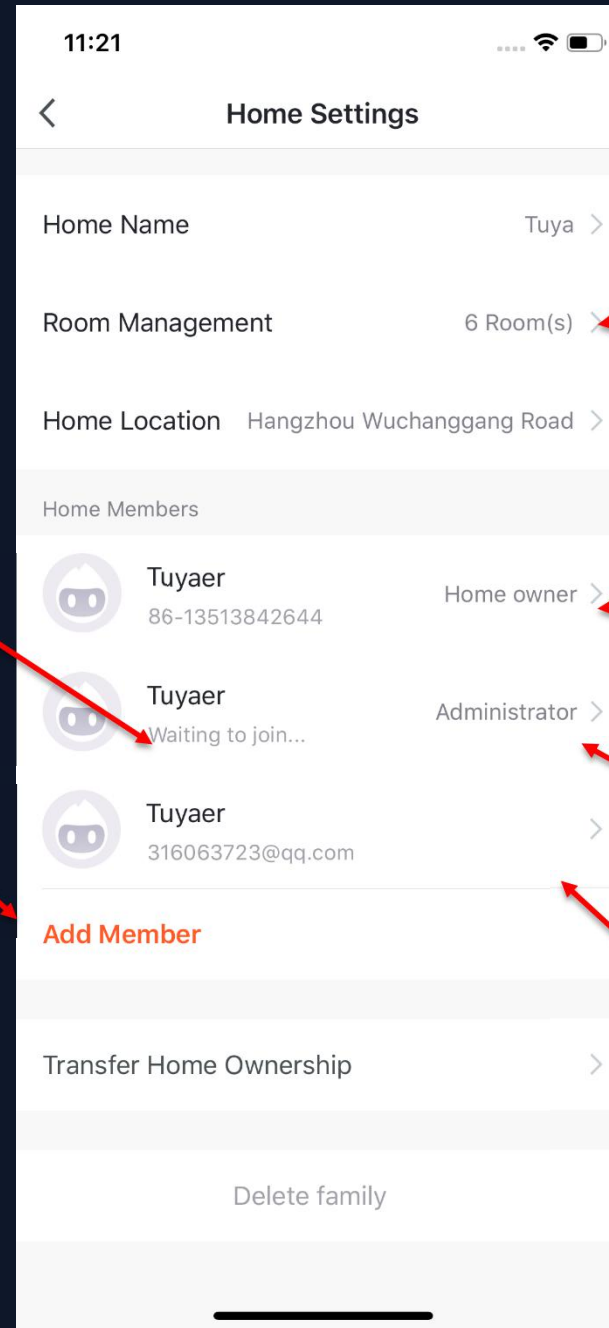 11:21
Home Settings
Home Name Tuya
Room Management 6 Room(s)
Home Location Hangzhou Wuchanggang Road
Home Members
Tuyaer Home owner
86-13513842644
Tuyaer Administrator
Waiting to join...
Tuyaer
316063723@qq.com
Add Member
Transfer Home Ownership
Delete family